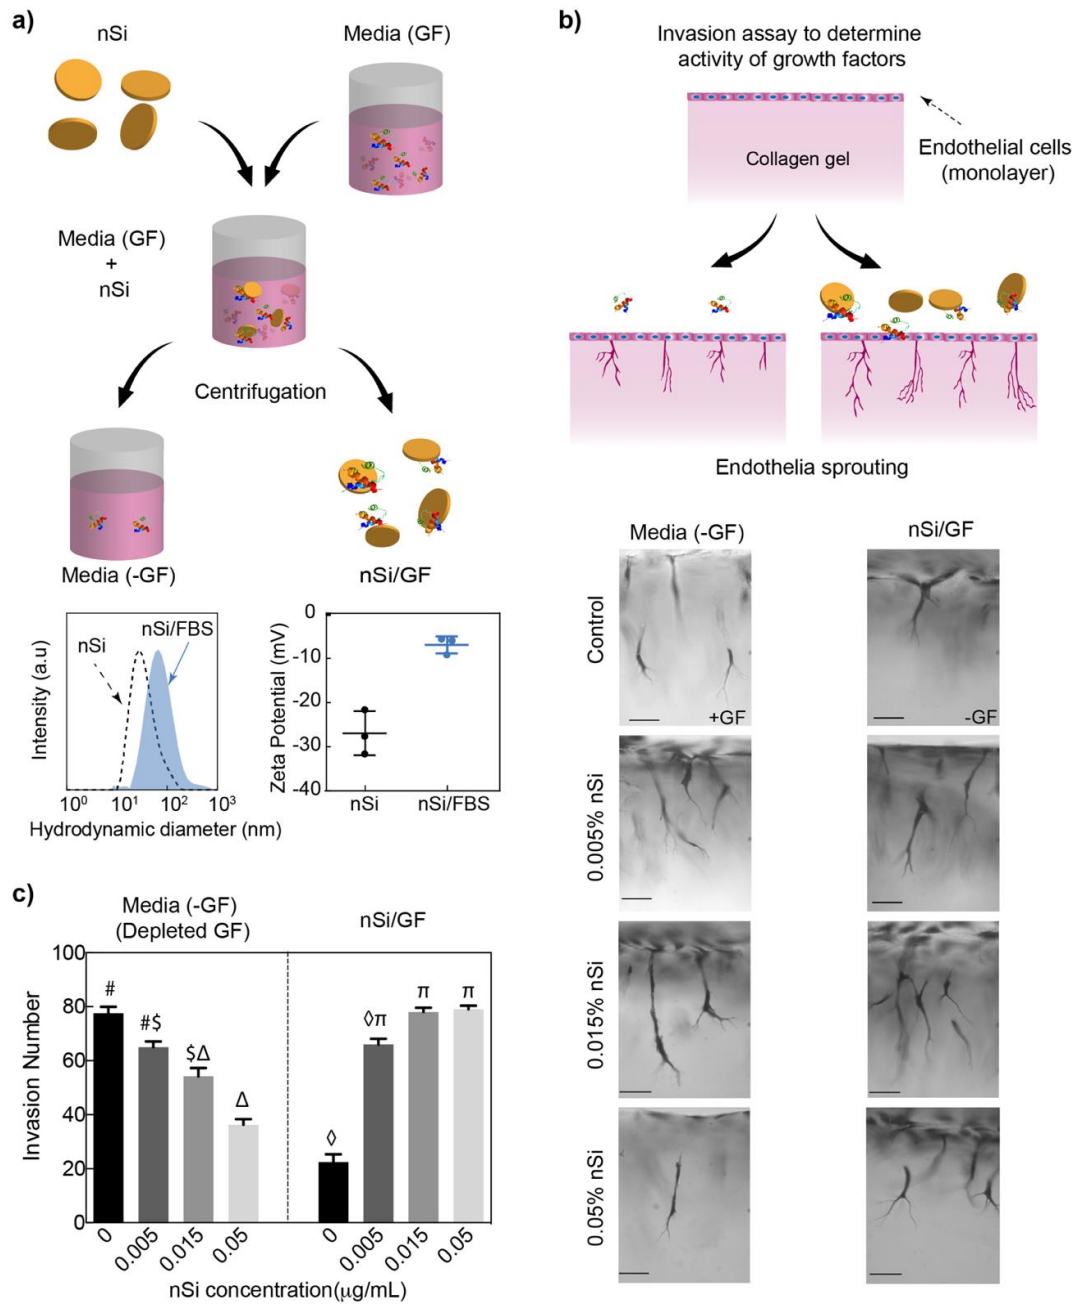 a)
nSi
Media (GF)
Media (GF)
+
nSi
Centrifugation
Media (-GF)
nSi/GF
nSi
nSi/FBS
Intensity (a.u)
10⁰ 10¹ 10² 10³
Hydrodynamic diameter (nm)
Zeta Potential (mV)
0
-10
-20
-30
-40
nSi nSi/FBS
b)
Invasion assay to determine
activity of growth factors
Collagen gel
Endothelial cells
(monolayer)
Endothelia sprouting
Media (-GF)
nSi/GF
Control
+GF
-GF
0.005% nSi
0.015% nSi
0.05% nSi
c)
Media (-GF)
(Depleted GF)
nSi/GF
Invasion Number
100
80
60
40
20
0
# #$ $Δ Δ ◊ ◊π π π
0 0.005 0.015 0.05 0 0.005 0.015 0.05
nSi concentration(μg/mL)